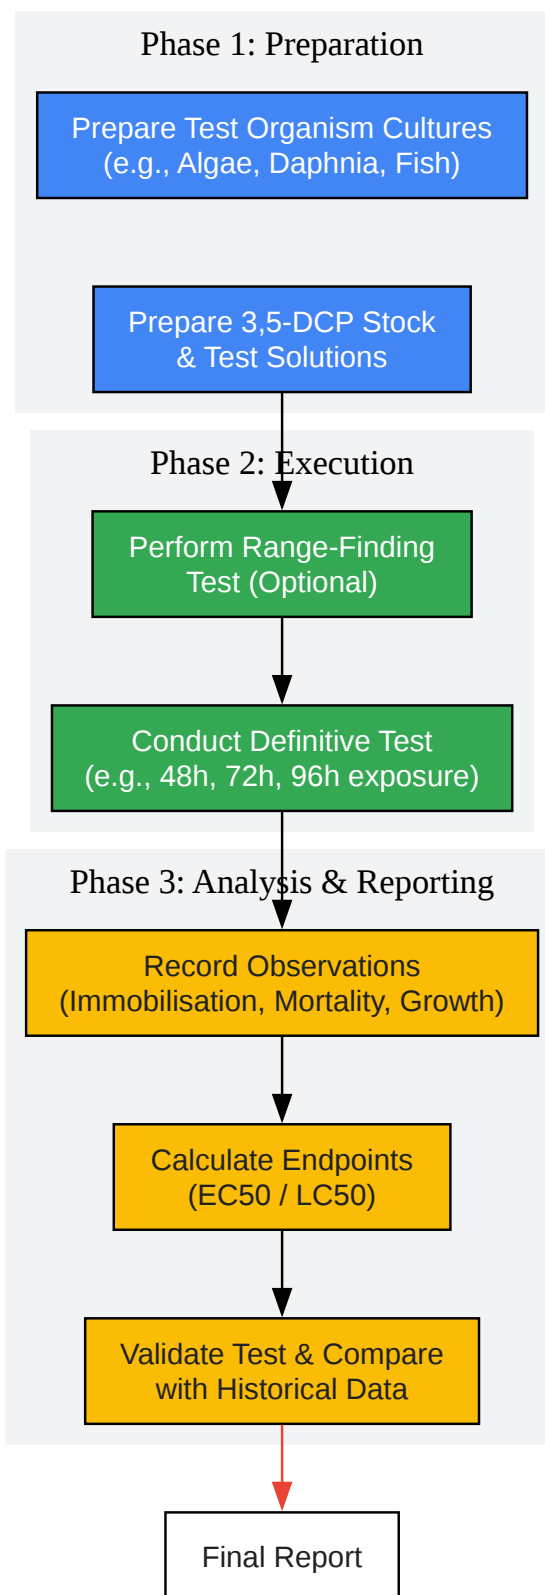 Phase 1: Preparation
Prepare Test Organism Cultures
(e.g., Algae, Daphnia, Fish)
Prepare 3,5-DCP Stock
& Test Solutions
Phase 2: Execution
Perform Range-Finding
Test (Optional)
Conduct Definitive Test
(e.g., 48h, 72h, 96h exposure)
Phase 3: Analysis & Reporting
Record Observations
(Immobilisation, Mortality, Growth)
Calculate Endpoints
(EC50 / LC50)
Validate Test & Compare
with Historical Data
Final Report